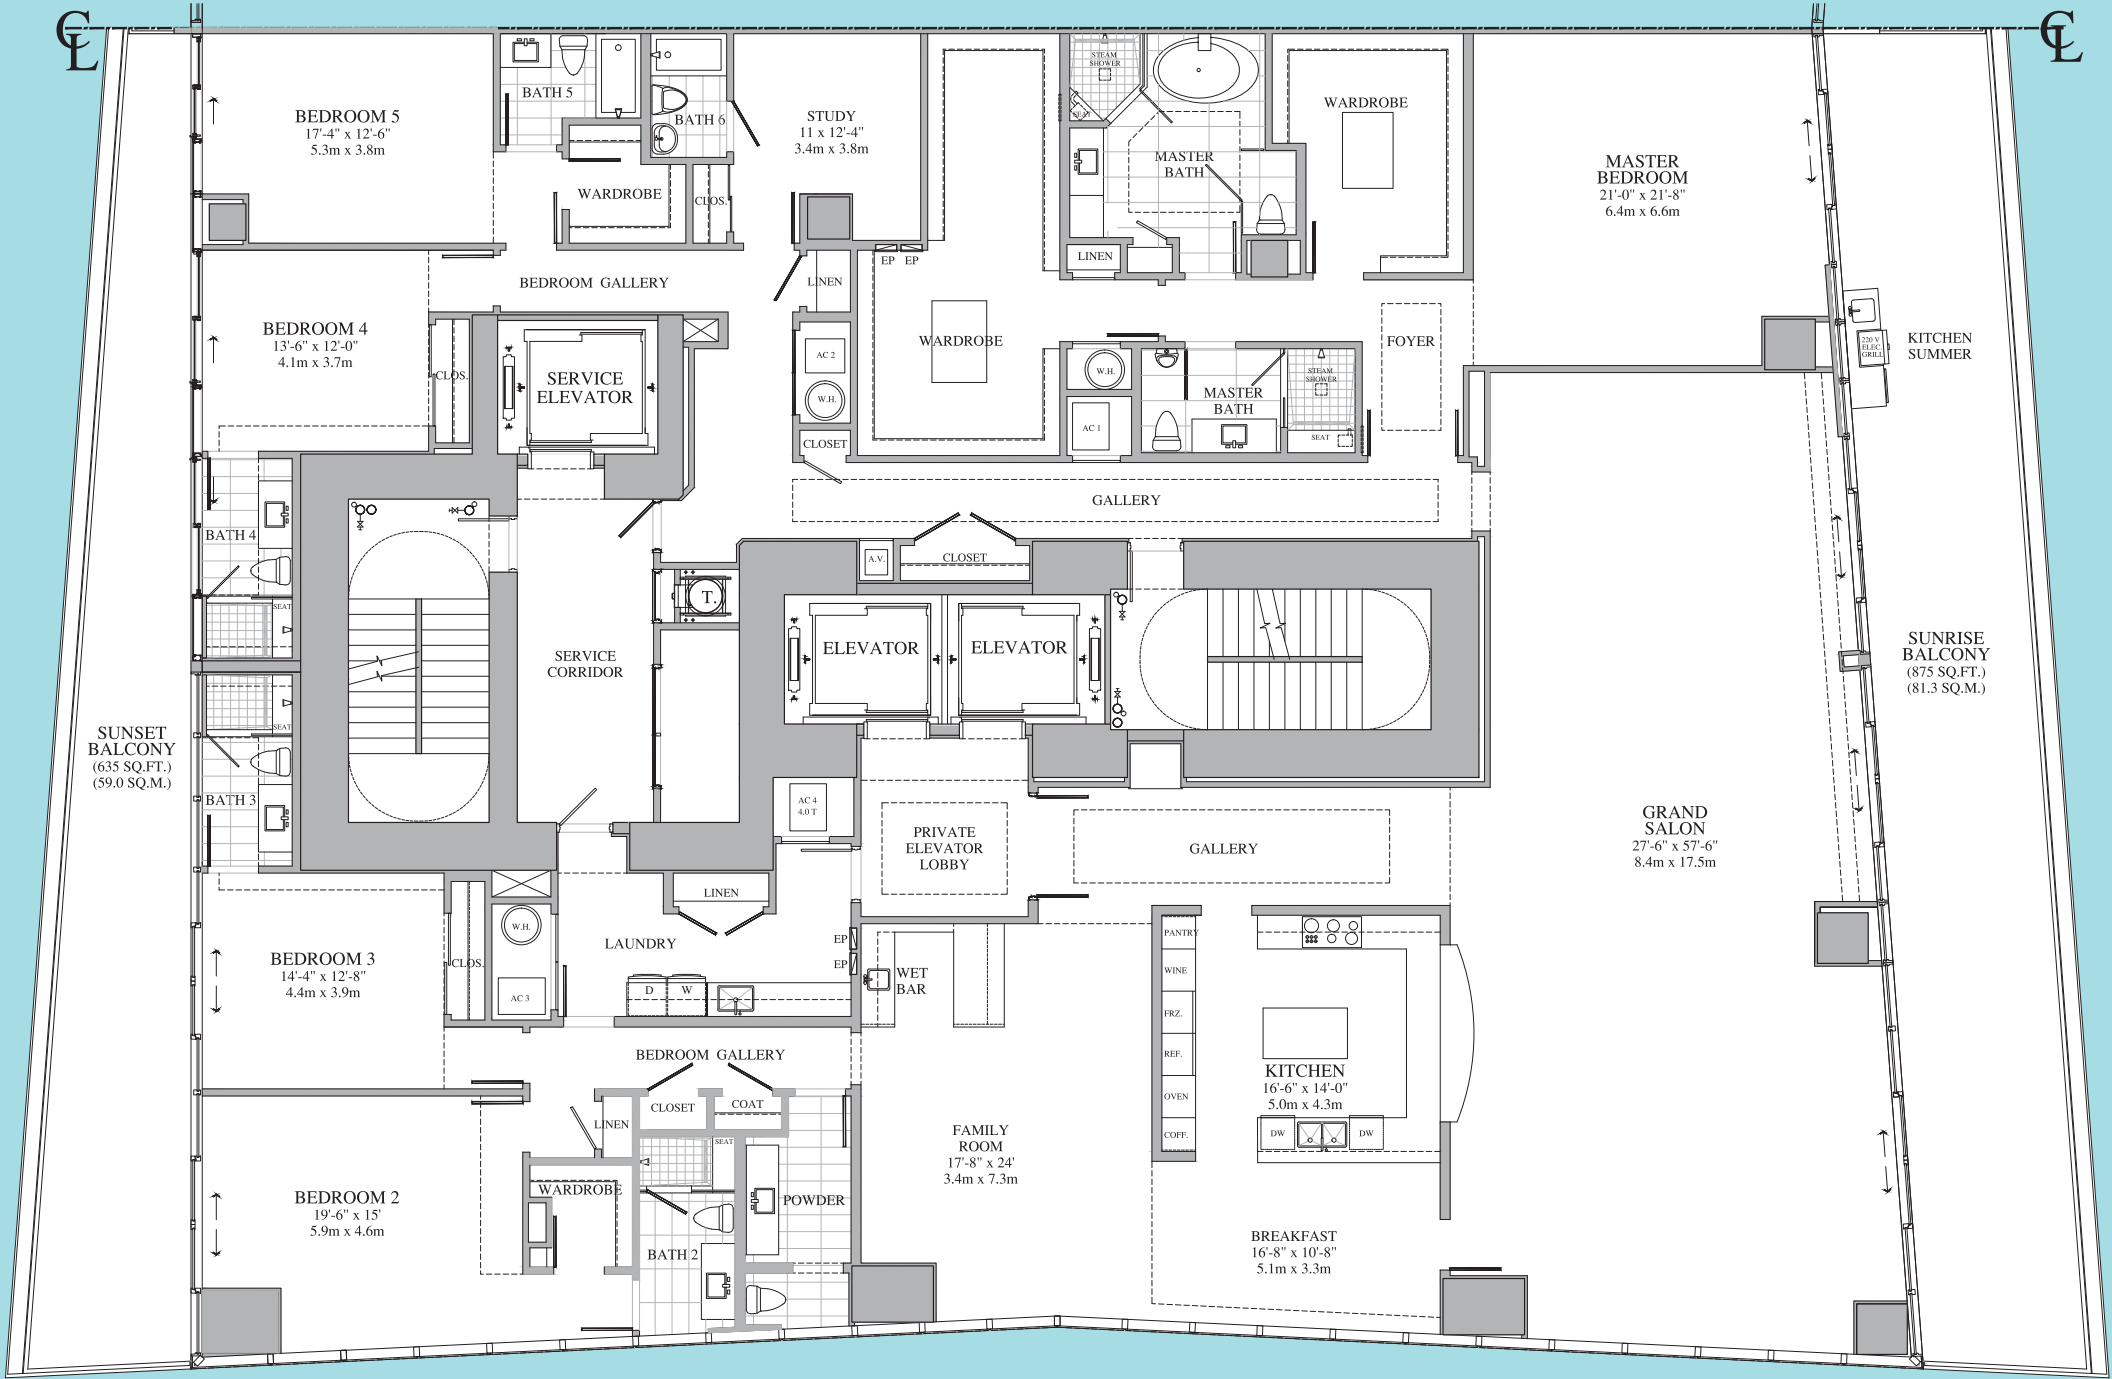 CL
CL
BEDROOM 5
17'-4" x 12'-6"
5.3m x 3.8m
BATH 5
BATH 6
STUDY
11 x 12'-4"
3.4m x 3.8m
WARDROBE
CLOS.
STEAM
SHOWER
SEAT
MASTER
BATH
WARDROBE
MASTER
BEDROOM
21'-0" x 21'-8"
6.4m x 6.6m
LINEN
EP
EP
BEDROOM GALLERY
LINEN
BEDROOM 4
13'-6" x 12'-0"
4.1m x 3.7m
CLOS.
SERVICE
ELEVATOR
AC 2
W.H.
CLOSET
WARDROBE
W.H.
AC 1
MASTER
BATH
STEAM
SHOWER
SEAT
FOYER
220 V
ELEC.
GRILL
KITCHEN
SUMMER
GALLERY
BATH 4
SEAT
A.V.
CLOSET
T.
ELEVATOR
ELEVATOR
SERVICE
CORRIDOR
SUNRISE
BALCONY
(875 SQ.FT.)
(81.3 SQ.M.)
SUNSET
BALCONY
(635 SQ.FT.)
(59.0 SQ.M.)
SEAT
BATH 3
AC 4
4.0 T
PRIVATE
ELEVATOR
LOBBY
GALLERY
GRAND
SALON
27'-6" x 57'-6"
8.4m x 17.5m
LINEN
W.H.
LAUNDRY
EP
EP
BEDROOM 3
14'-4" x 12'-8"
4.4m x 3.9m
CLOS.
AC 3
D
W
WET
BAR
PANTRY
WINE
FRZ.
REF.
OVEN
COFF.
KITCHEN
16'-6" x 14'-0"
5.0m x 4.3m
DW
DW
BEDROOM GALLERY
CLOSET
COAT
LINEN
SEAT
FAMILY
ROOM
17'-8" x 24'
3.4m x 7.3m
BEDROOM 2
19'-6" x 15'
5.9m x 4.6m
WARDROBE
POWDER
BATH 2
BREAKFAST
16'-8" x 10'-8"
5.1m x 3.3m